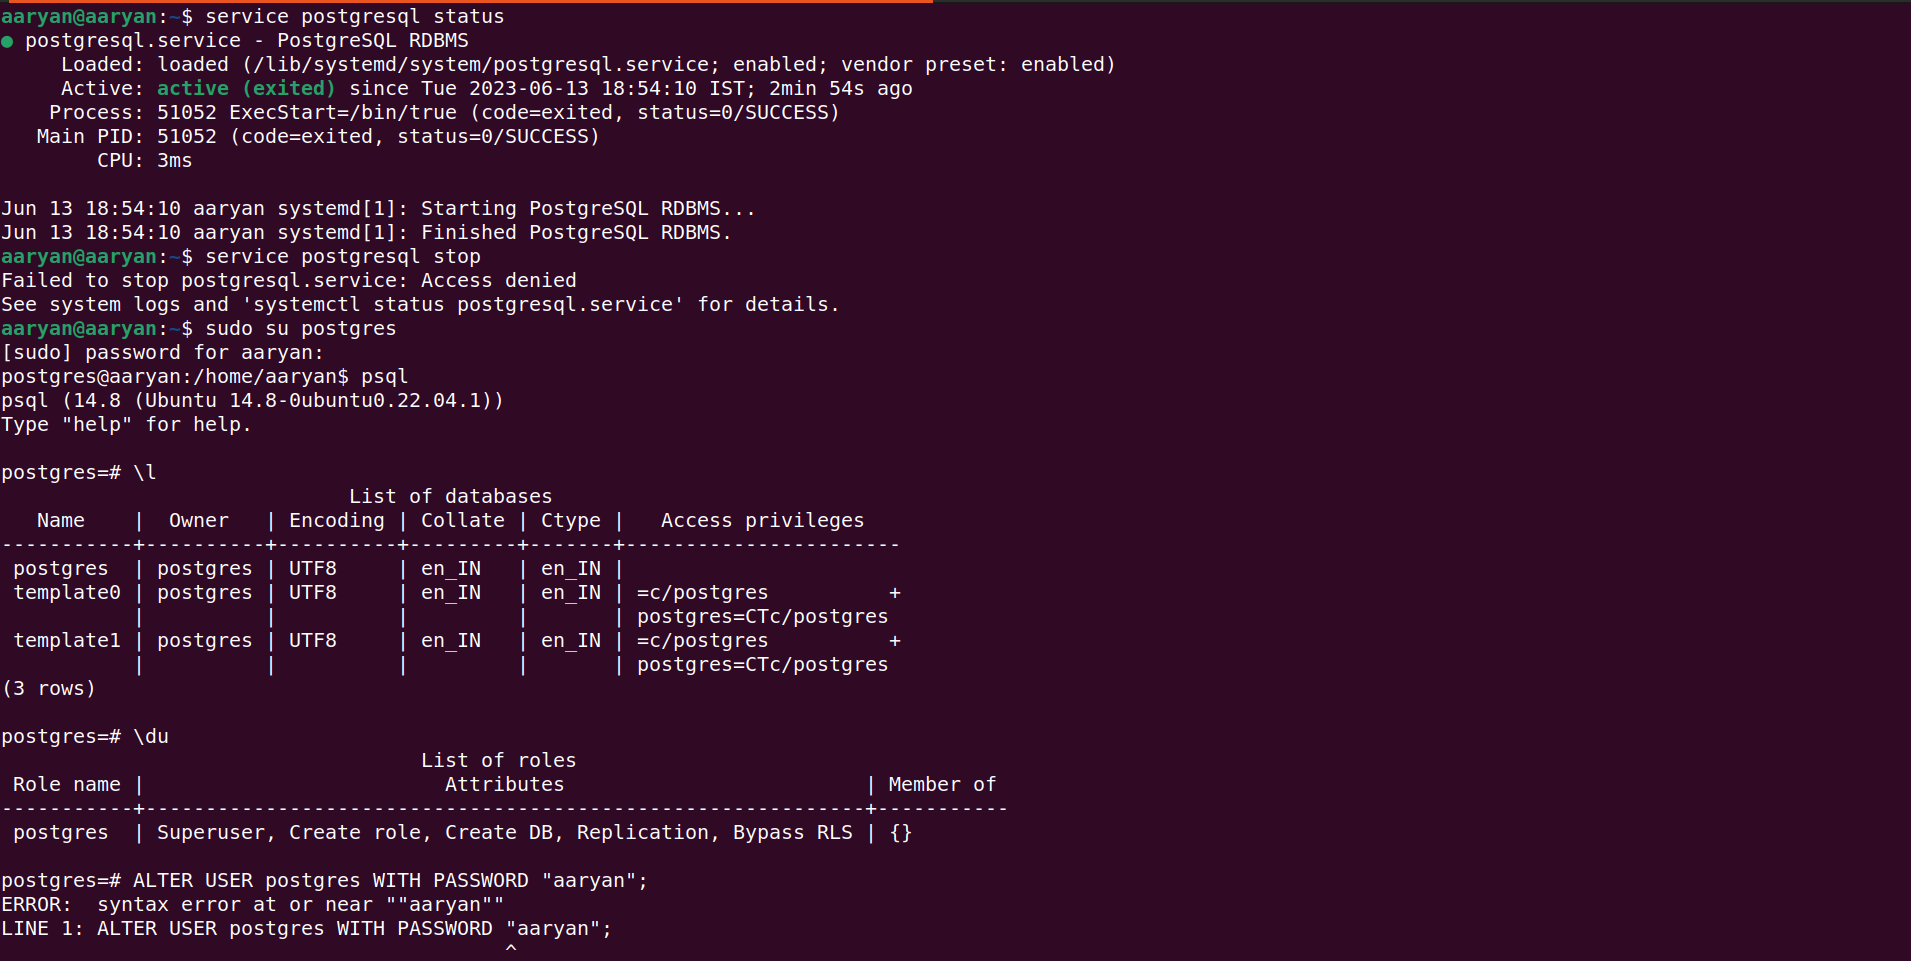 aaryan@aaryan:~$ service postgresql status
● postgresql.service - PostgreSQL RDBMS
     Loaded: loaded (/lib/systemd/system/postgresql.service; enabled; vendor preset: enabled)
     Active: active (exited) since Tue 2023-06-13 18:54:10 IST; 2min 54s ago
    Process: 51052 ExecStart=/bin/true (code=exited, status=0/SUCCESS)
   Main PID: 51052 (code=exited, status=0/SUCCESS)
        CPU: 3ms

Jun 13 18:54:10 aaryan systemd[1]: Starting PostgreSQL RDBMS...
Jun 13 18:54:10 aaryan systemd[1]: Finished PostgreSQL RDBMS.
aaryan@aaryan:~$ service postgresql stop
Failed to stop postgresql.service: Access denied
See system logs and 'systemctl status postgresql.service' for details.
aaryan@aaryan:~$ sudo su postgres
[sudo] password for aaryan:
postgres@aaryan:/home/aaryan$ psql
psql (14.8 (Ubuntu 14.8-0ubuntu0.22.04.1))
Type "help" for help.

postgres=# \l
                             List of databases
   Name    |  Owner   | Encoding | Collate | Ctype |   Access privileges
-----------+----------+----------+---------+-------+-----------------------
 postgres  | postgres | UTF8     | en_IN   | en_IN |
 template0 | postgres | UTF8     | en_IN   | en_IN | =c/postgres          +
           |          |          |         |       | postgres=CTc/postgres
 template1 | postgres | UTF8     | en_IN   | en_IN | =c/postgres          +
           |          |          |         |       | postgres=CTc/postgres
(3 rows)

postgres=# \du
                                   List of roles
 Role name |                         Attributes                         | Member of
-----------+------------------------------------------------------------+-----------
 postgres  | Superuser, Create role, Create DB, Replication, Bypass RLS | {}

postgres=# ALTER USER postgres WITH PASSWORD "aaryan";
ERROR:  syntax error at or near ""aaryan""
LINE 1: ALTER USER postgres WITH PASSWORD "aaryan";
                                          ^